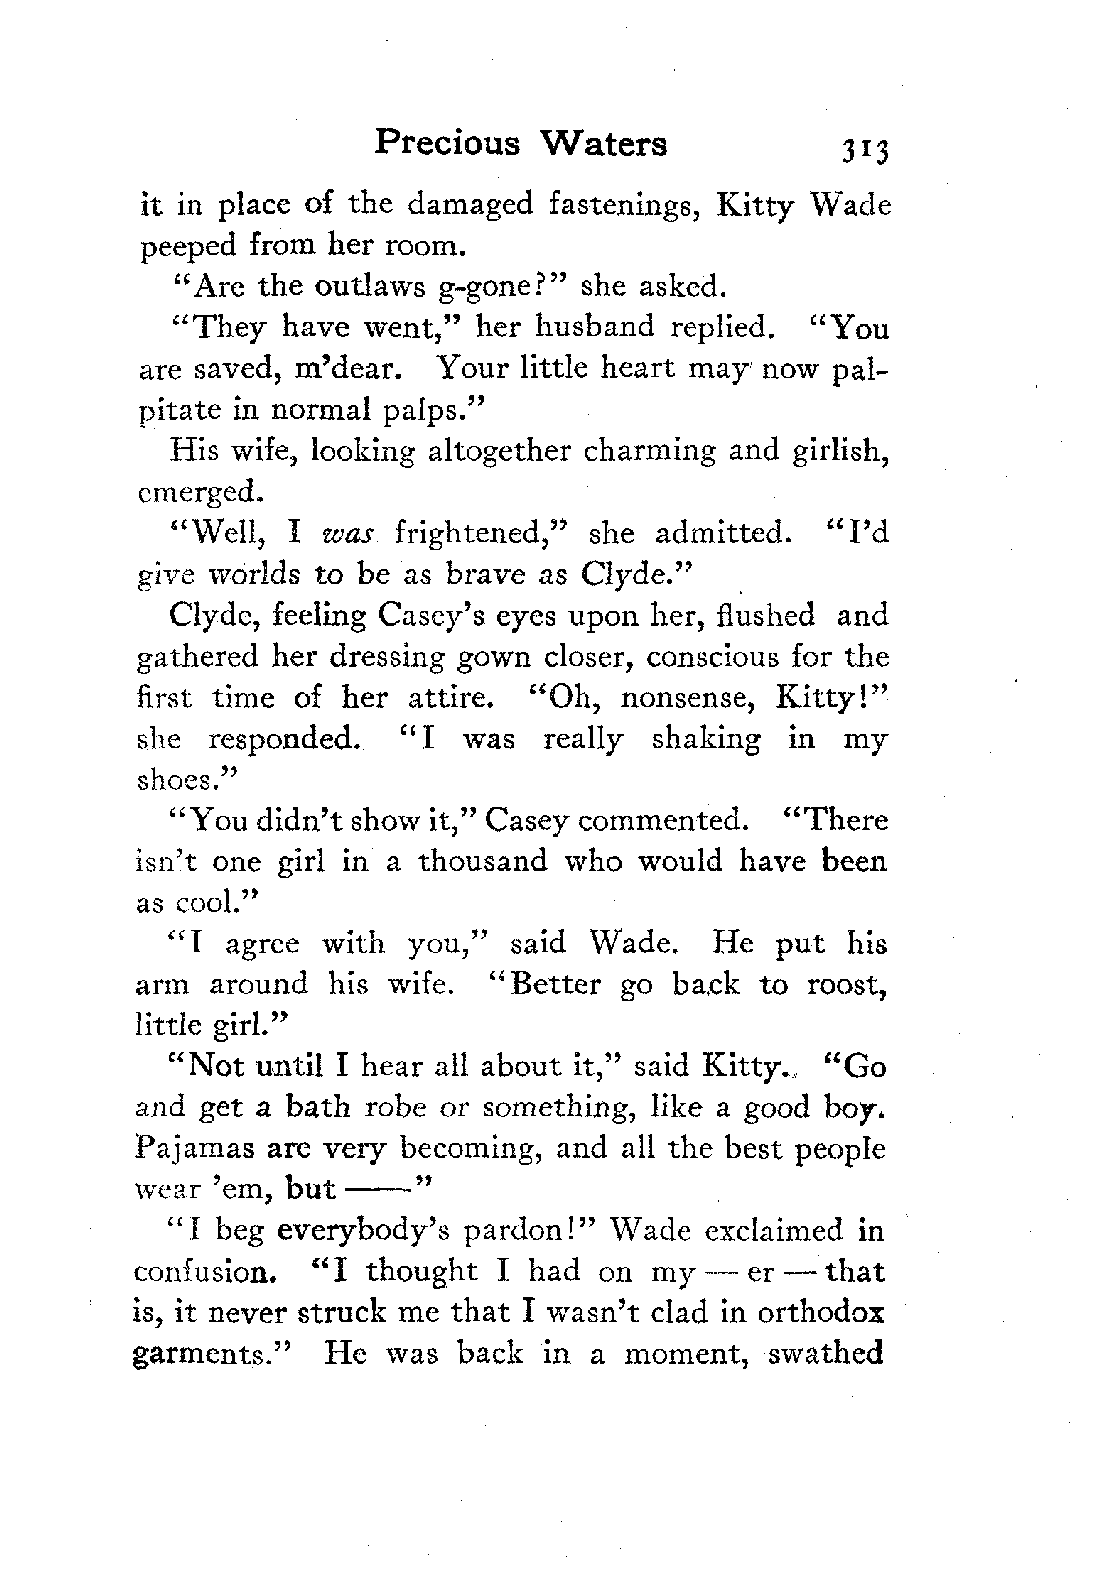 Precious Waters 313
it in place of the damaged fastenings, Kitty Wade
peeped from her room.
“Are the outlaws g-gone?” she asked.
“They have went,” her husband replied. “You
are saved, m’dear. Your little heart may now pal-
pitate in normal palps.”
His wife, looking altogether charming and girlish,
emerged.
“Well, I was frightened,” she admitted. “I’d
give worlds to be as brave as Clyde.”
Clyde, feeling Casey’s eyes upon her, flushed and
gathered her dressing gown closer, conscious for the
first time of her attire. “Oh, nonsense, Kitty!”
she responded. “I was really shaking in my
shoes.”
“You didn’t show it,” Casey commented. “There
isn’t one girl in a thousand who would have been
as cool.”
“I agree with you,” said Wade. He put his
arm around his wife. “Better go back to roost,
little girl.”
“Not until I hear all about it,” said Kitty. “Go
and get a bath robe or something, like a good boy.
Pajamas are very becoming, and all the best people
wear ’em, but ——”
“I beg everybody’s pardon!” Wade exclaimed in
confusion. “I thought I had on my — er — that
is, it never struck me that I wasn’t clad in orthodox
garments.” He was back in a moment, swathed